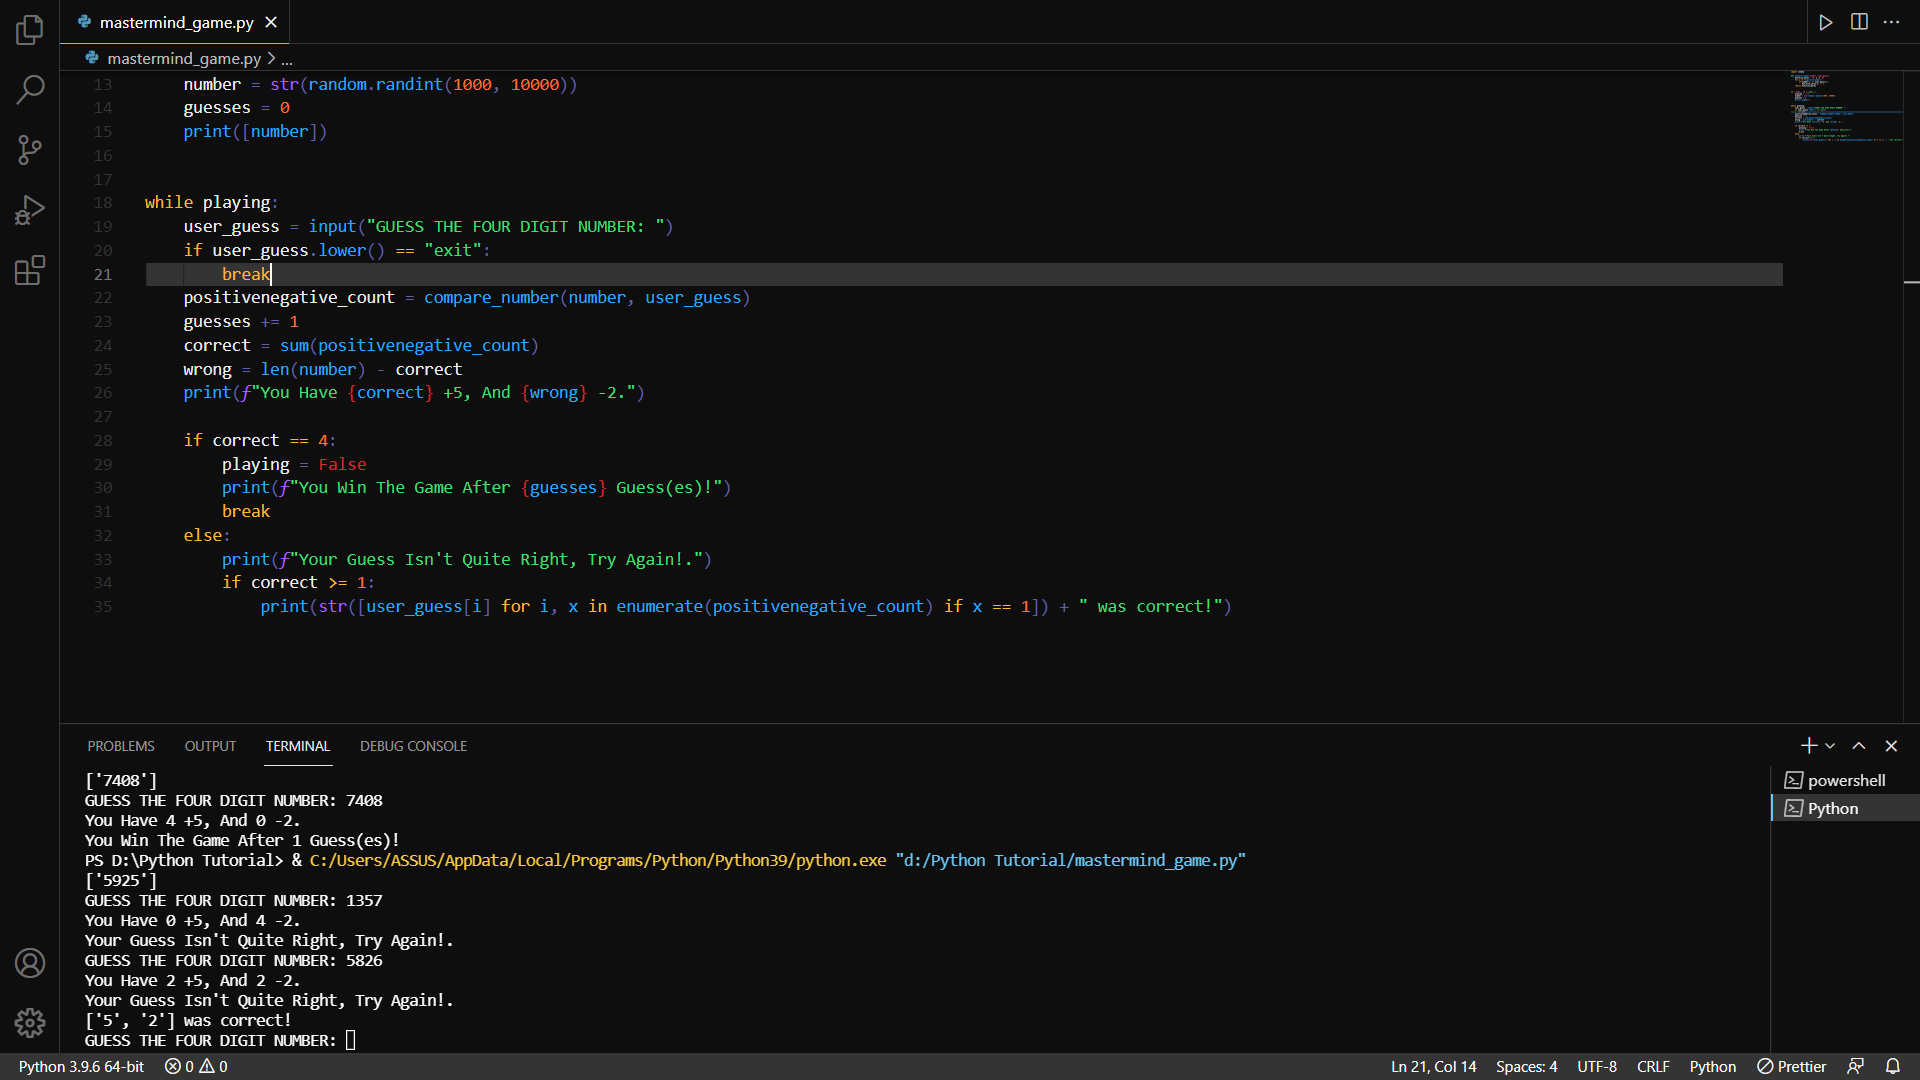 mastermind_game.py
mastermind_game.py > ...
13 number = str(random.randint(1000, 10000))
14 guesses = 0
15 print([number])
16
17
18 while playing:
19 user_guess = input("GUESS THE FOUR DIGIT NUMBER: ")
20 if user_guess.lower() == "exit":
21 break
22 positivenegative_count = compare_number(number, user_guess)
23 guesses += 1
24 correct = sum(positivenegative_count)
25 wrong = len(number) - correct
26 print(f"You Have {correct} +5, And {wrong} -2.")
27
28 if correct == 4:
29 playing = False
30 print(f"You Win The Game After {guesses} Guess(es)!")
31 break
32 else:
33 print(f"Your Guess Isn't Quite Right, Try Again!.")
34 if correct >= 1:
35 print(str([user_guess[i] for i, x in enumerate(positivenegative_count) if x == 1]) + " was correct!")
PROBLEMS OUTPUT TERMINAL DEBUG CONSOLE
['7408']
GUESS THE FOUR DIGIT NUMBER: 7408
You Have 4 +5, And 0 -2.
You Win The Game After 1 Guess(es)!
PS D:\Python Tutorial> & C:/Users/ASSUS/AppData/Local/Programs/Python/Python39/python.exe "d:/Python Tutorial/mastermind_game.py"
['5925']
GUESS THE FOUR DIGIT NUMBER: 1357
You Have 0 +5, And 4 -2.
Your Guess Isn't Quite Right, Try Again!.
GUESS THE FOUR DIGIT NUMBER: 5826
You Have 2 +5, And 2 -2.
Your Guess Isn't Quite Right, Try Again!.
['5', '2'] was correct!
GUESS THE FOUR DIGIT NUMBER:
powershell
Python
Python 3.9.6 64-bit 0 0 Ln 21, Col 14 Spaces: 4 UTF-8 CRLF Python Prettier